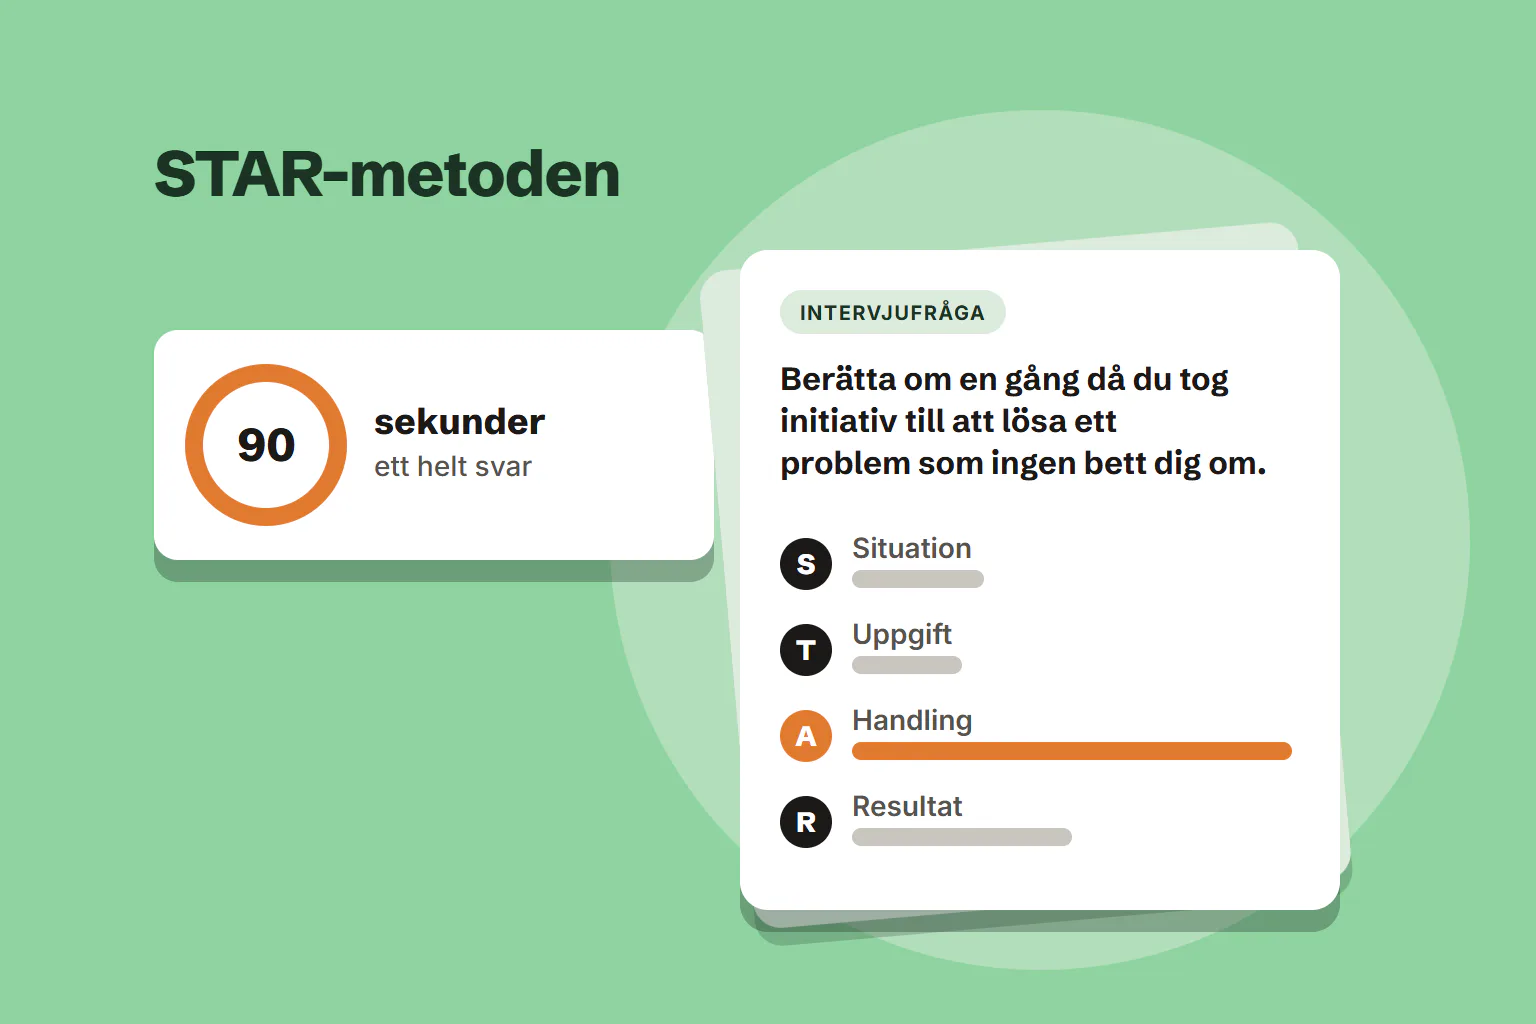 STAR-metoden
90
sekunder
ett helt svar
INTERVJUFRÅGA
Berätta om en gång då du tog
initiativ till att lösa ett
problem som ingen bett dig om.
S
Situation
T
Uppgift
A
Handling
R
Resultat